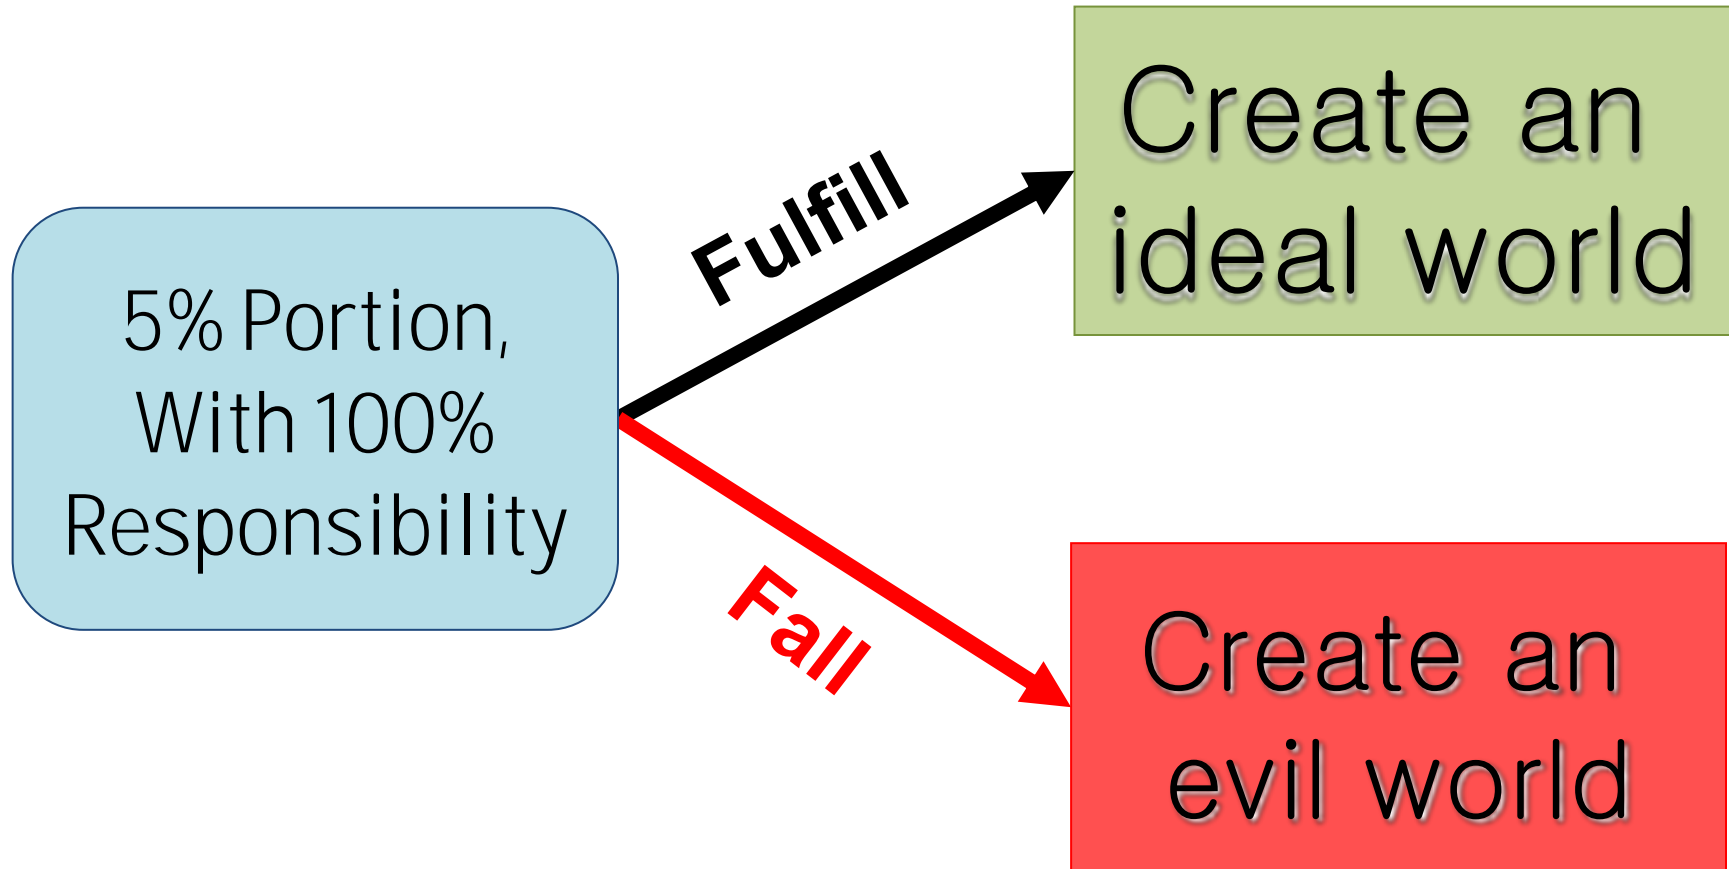 5% Portion,
With 100%
Responsibility
Fulfill
Create an
ideal world
Fall
Create an
evil world